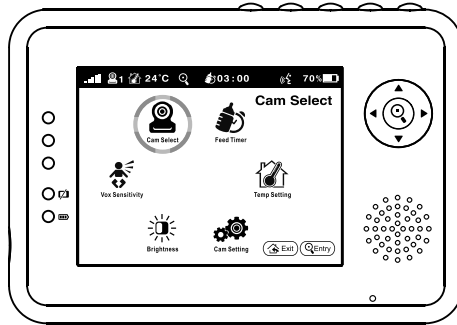 1 24°C 03:00 70%
Cam Select
Cam Select
Feed Timer
Vox Sensitivity
Temp Setting
Brightness
Cam Setting
Exit
Entry